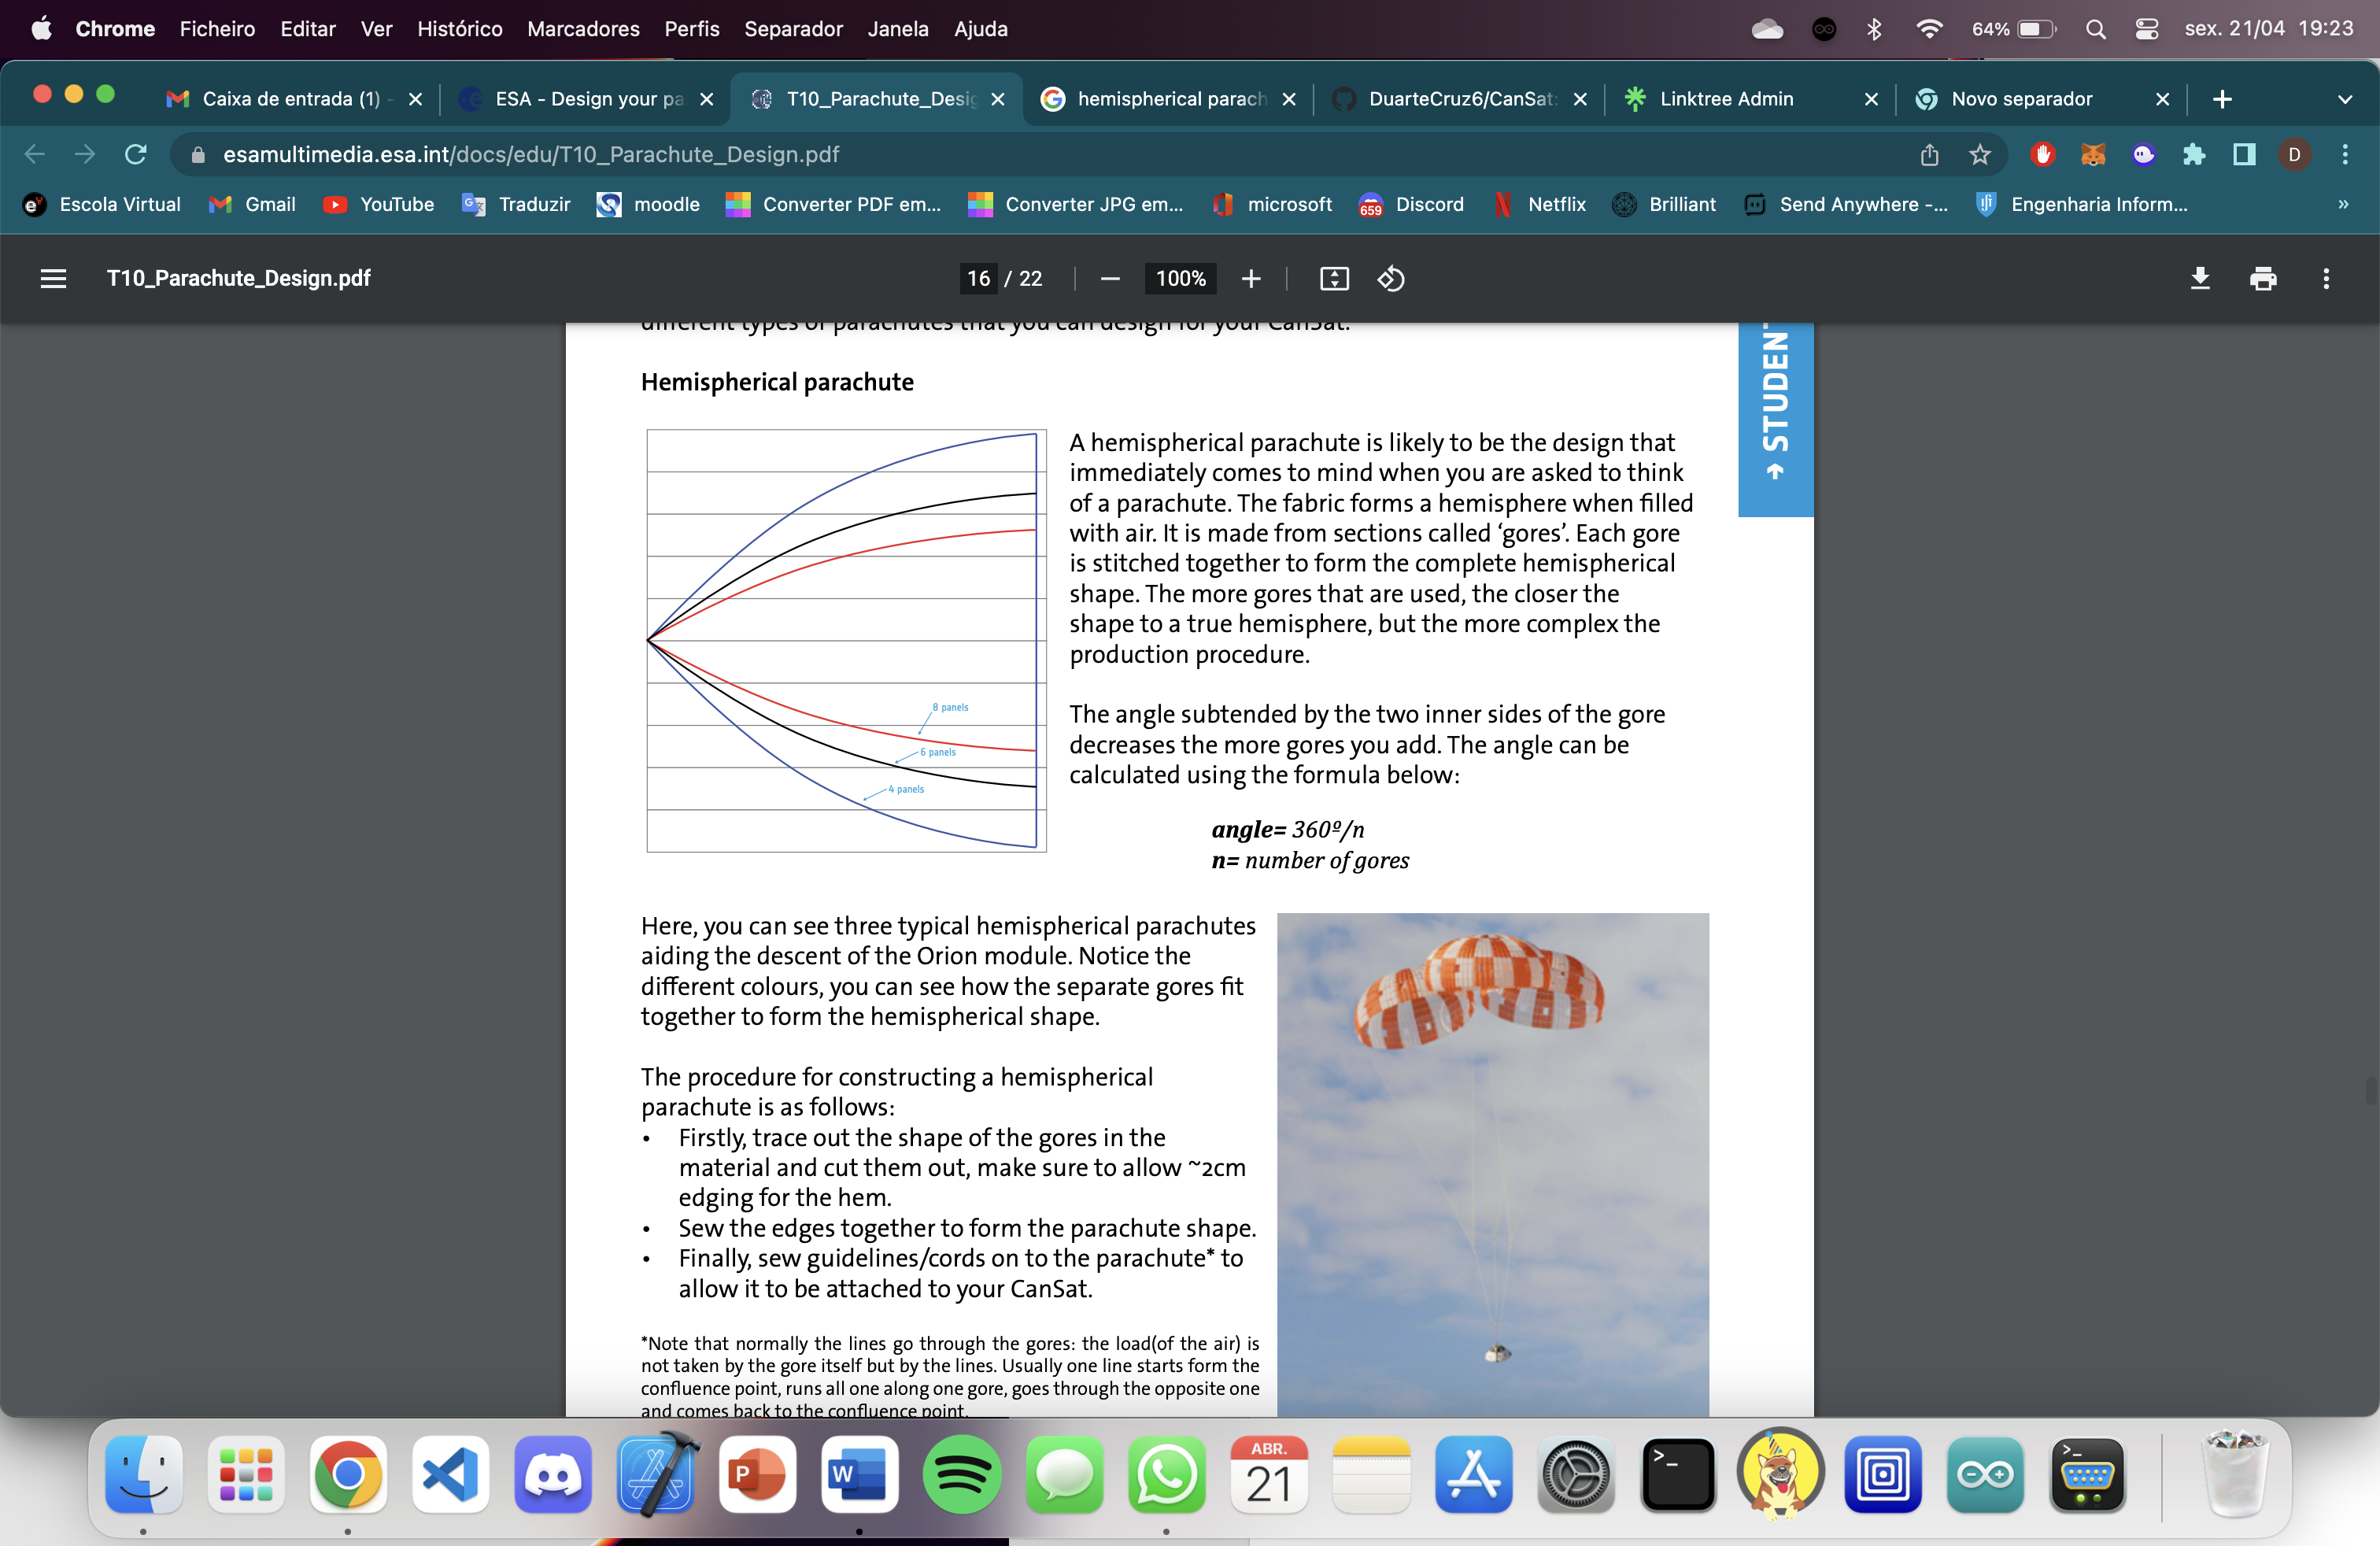 Chrome Ficheiro Editar Ver Histórico Marcadores Perfis Separador Janela Ajuda 64% sex. 21/04 19:23
Caixa de entrada (1) - ESA - Design your pa T10_Parachute_Desig hemispherical parach DuarteCruz6/CanSat: Linktree Admin Novo separador
esamultimedia.esa.int/docs/edu/T10_Parachute_Design.pdf D
Escola Virtual Gmail YouTube Traduzir moodle Converter PDF em... Converter JPG em... microsoft 659 Discord Netflix Brilliant Send Anywhere -... Engenharia Inform... »
T10_Parachute_Design.pdf 16 / 22 100%
different types of parachutes that you can design for your CanSat.
STUDENT
Hemispherical parachute
8 panels
6 panels
4 panels
A hemispherical parachute is likely to be the design that
immediately comes to mind when you are asked to think
of a parachute. The fabric forms a hemisphere when filled
with air. It is made from sections called ‘gores’. Each gore
is stitched together to form the complete hemispherical
shape. The more gores that are used, the closer the
shape to a true hemisphere, but the more complex the
production procedure.
The angle subtended by the two inner sides of the gore
decreases the more gores you add. The angle can be
calculated using the formula below:
angle= 360º/n
n= number of gores
Here, you can see three typical hemispherical parachutes
aiding the descent of the Orion module. Notice the
different colours, you can see how the separate gores fit
together to form the hemispherical shape.
The procedure for constructing a hemispherical
parachute is as follows:
• Firstly, trace out the shape of the gores in the
material and cut them out, make sure to allow ~2cm
edging for the hem.
• Sew the edges together to form the parachute shape.
• Finally, sew guidelines/cords on to the parachute* to
allow it to be attached to your CanSat.
*Note that normally the lines go through the gores: the load(of the air) is
not taken by the gore itself but by the lines. Usually one line starts form the
confluence point, runs all one along one gore, goes through the opposite one
and comes back to the confluence point.
P W ABR. 21 >_ >_